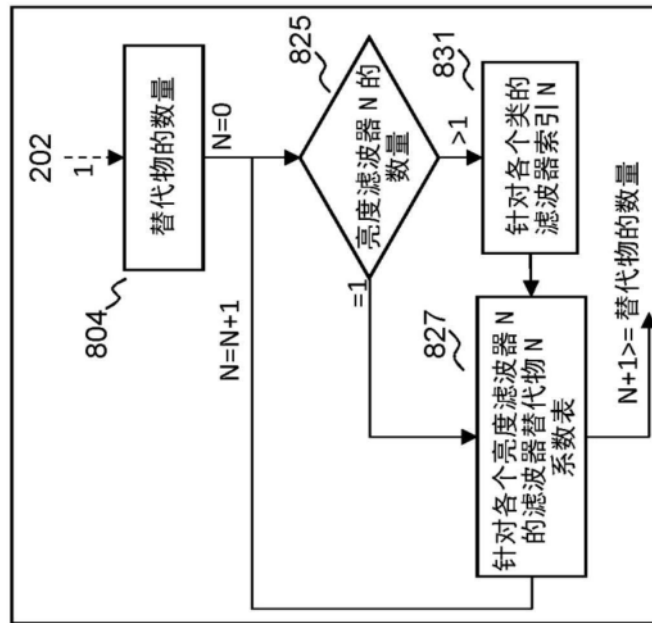 202
1
804
替代物的数量
N=0
N=N+1
825
亮度滤波器 N 的
数量
>1
=1
831
针对各个类的
滤波器索引 N
827
针对各个亮度滤波器 N
的滤波器替代物 N
系数表
N+1>= 替代物的数量